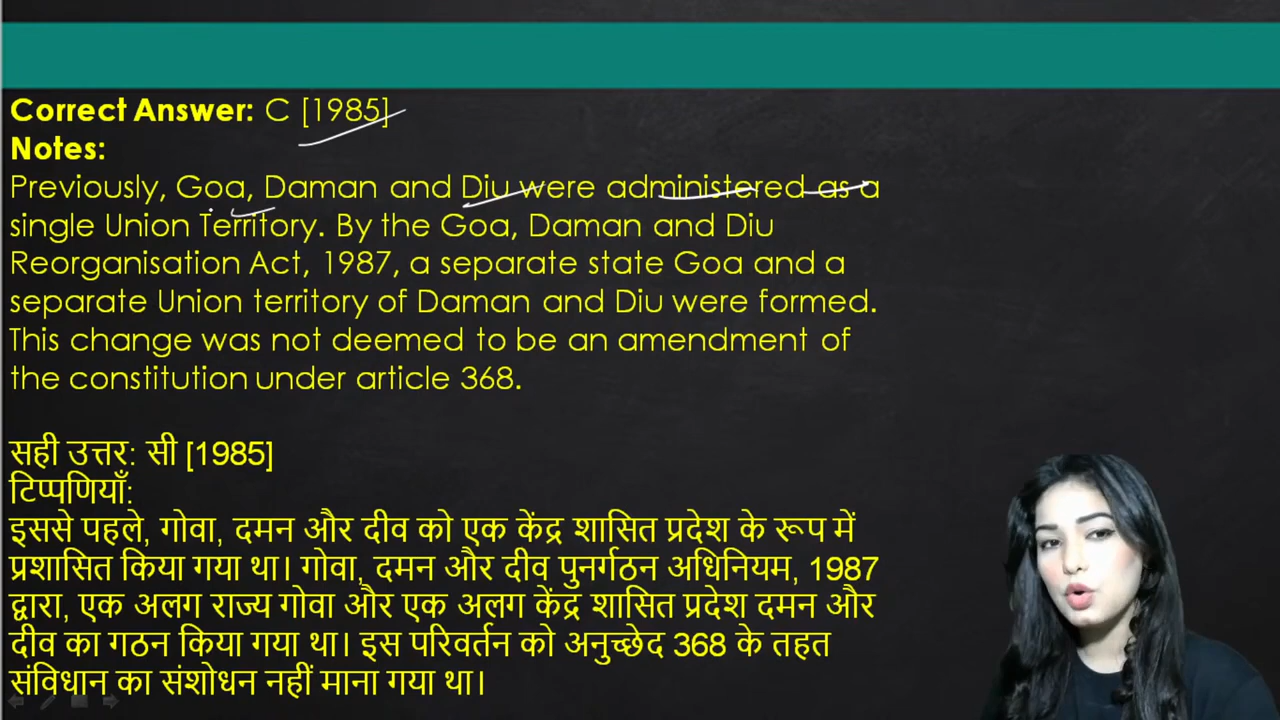 Correct Answer: C [1985]
Notes:
Previously, Goa, Daman and Diu were administered as a
single Union Territory. By the Goa, Daman and Diu
Reorganisation Act, 1987, a separate state Goa and a
separate Union territory of Daman and Diu were formed.
This change was not deemed to be an amendment of
the constitution under article 368.
सही उत्तर: सी [1985]
टिप्पणियाँ:
इससे पहले, गोवा, दमन और दीव को एक केंद्र शासित प्रदेश के रूप में
प्रशासित किया गया था। गोवा, दमन और दीव पुनर्गठन अधिनियम, 1987
द्वारा, एक अलग राज्य गोवा और एक अलग केंद्र शासित प्रदेश दमन और
दीव का गठन किया गया था। इस परिवर्तन को अनुच्छेद 368 के तहत
संविधान का संशोधन नहीं माना गया था।